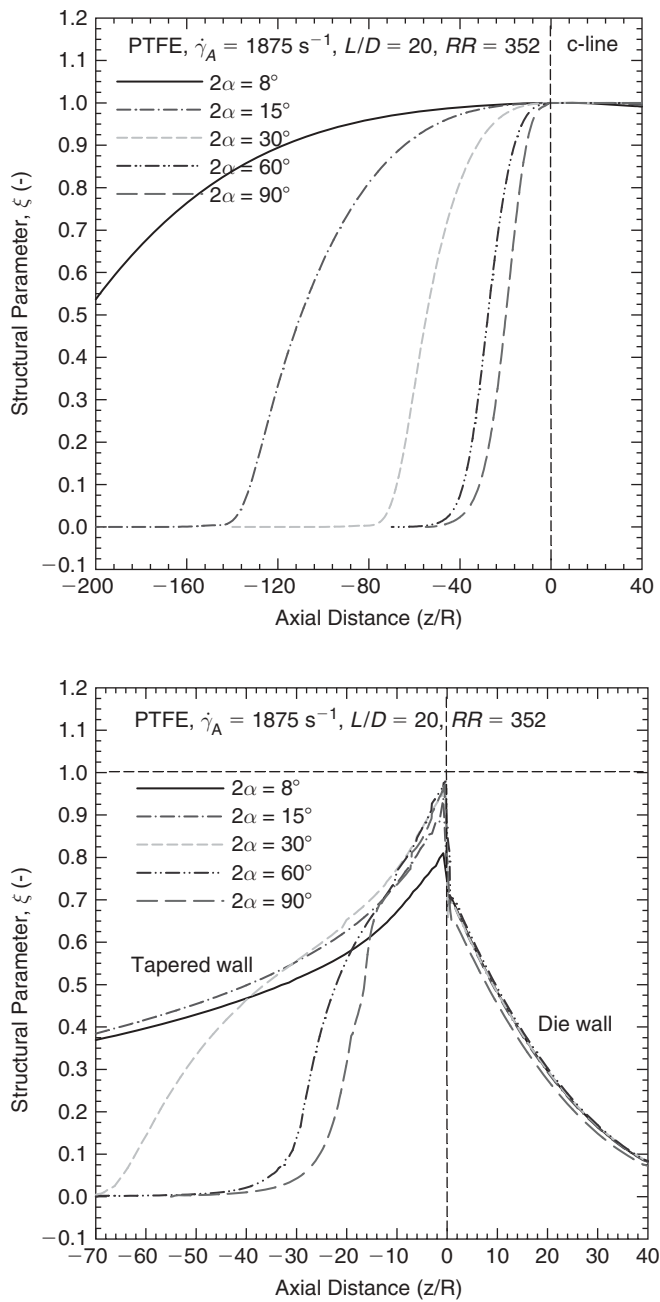 1.2
PTFE, γ̇A = 1875 s−1, L/D = 20, RR = 352
c-line
1.1
2α = 8°
1.0
2α = 15°
2α = 30°
0.9
2α = 60°
0.8
2α = 90°
0.7
0.6
0.5
0.4
0.3
0.2
0.1
0.0
−0.1
Structural Parameter, ξ (-)
−200 −160 −120 −80 −40 0 40
Axial Distance (z/R)
1.2
PTFE, γ̇A = 1875 s−1, L/D = 20, RR = 352
1.1
1.0
2α = 8°
0.9
2α = 15°
2α = 30°
0.8
2α = 60°
0.7
2α = 90°
0.6
Tapered wall
0.5
0.4
Die wall
0.3
0.2
0.1
0.0
−0.1
Structural Parameter, ξ (-)
−70 −60 −50 −40 −30 −20 −10 0 10 20 30 40
Axial Distance (z/R)